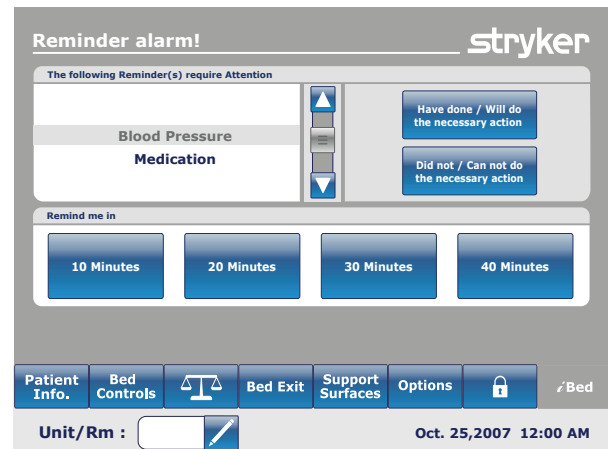 Reminder alarm!
stryker
The following Reminder(s) require Attention
Blood Pressure
Medication
Have done / Will do
the necessary action
Did not / Can not do
the necessary action
Remind me in
10 Minutes
20 Minutes
30 Minutes
40 Minutes
Patient
Info.
Bed
Controls
Bed Exit
Support
Surfaces
Options
iBed
Unit/Rm :
Oct. 25,2007 12:00 AM